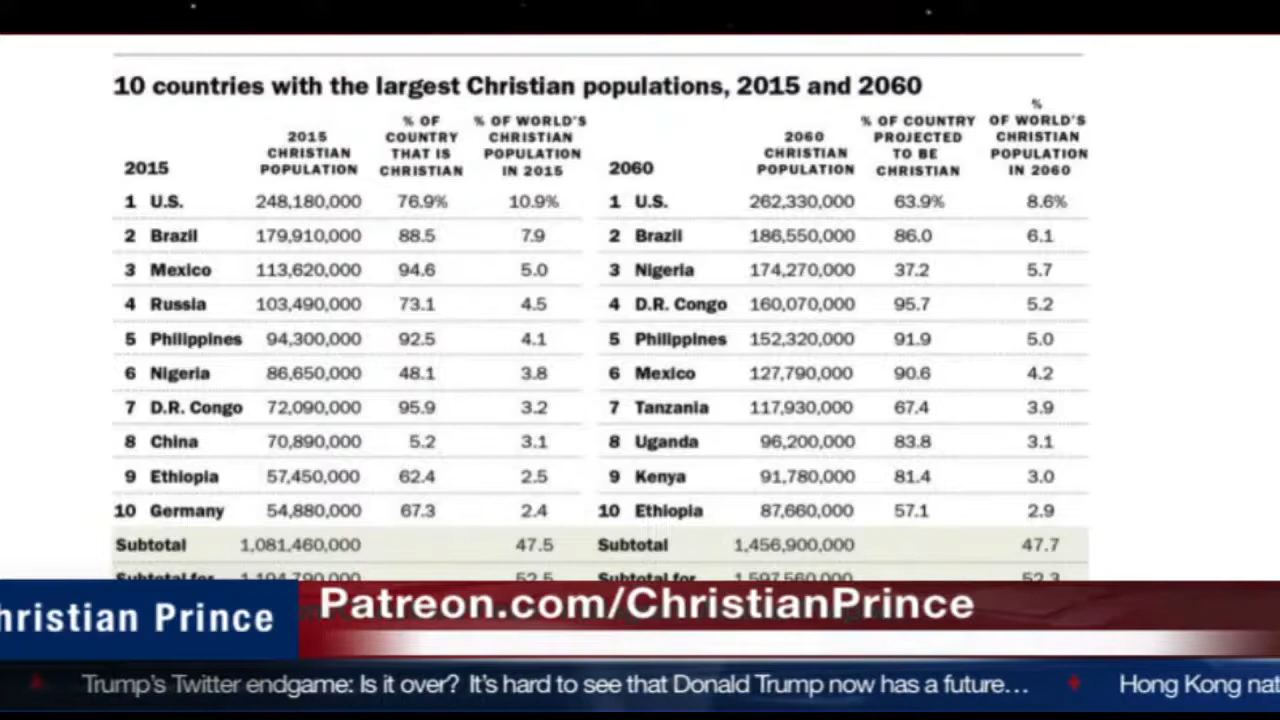 10 countries with the largest Christian populations, 2015 and 2060
2015 2015 CHRISTIAN POPULATION % OF COUNTRY THAT IS CHRISTIAN % OF WORLD'S CHRISTIAN POPULATION IN 2015 2060 2060 CHRISTIAN POPULATION % OF COUNTRY PROJECTED TO BE CHRISTIAN % OF WORLD'S CHRISTIAN POPULATION IN 2060
1 U.S. 248,180,000 76.9% 10.9% 1 U.S. 262,330,000 63.9% 8.6%
2 Brazil 179,910,000 88.5 7.9 2 Brazil 186,550,000 86.0 6.1
3 Mexico 113,620,000 94.6 5.0 3 Nigeria 174,270,000 37.2 5.7
4 Russia 103,490,000 73.1 4.5 4 D.R. Congo 160,070,000 95.7 5.2
5 Philippines 94,300,000 92.5 4.1 5 Philippines 152,320,000 91.9 5.0
6 Nigeria 86,650,000 48.1 3.8 6 Mexico 127,790,000 90.6 4.2
7 D.R. Congo 72,090,000 95.9 3.2 7 Tanzania 117,930,000 67.4 3.9
8 China 70,890,000 5.2 3.1 8 Uganda 96,200,000 83.8 3.1
9 Ethiopia 57,450,000 62.4 2.5 9 Kenya 91,780,000 81.4 3.0
10 Germany 54,880,000 67.3 2.4 10 Ethiopia 87,660,000 57.1 2.9
Subtotal 1,081,460,000 47.5 Subtotal 1,456,900,000 47.7
Subtotal for 52.5 Subtotal for 1,597,560,000 52.3
hristian Prince Patreon.com/ChristianPrince
Trump's Twitter endgame: Is it over? It's hard to see that Donald Trump now has a future... Hong Kong nat